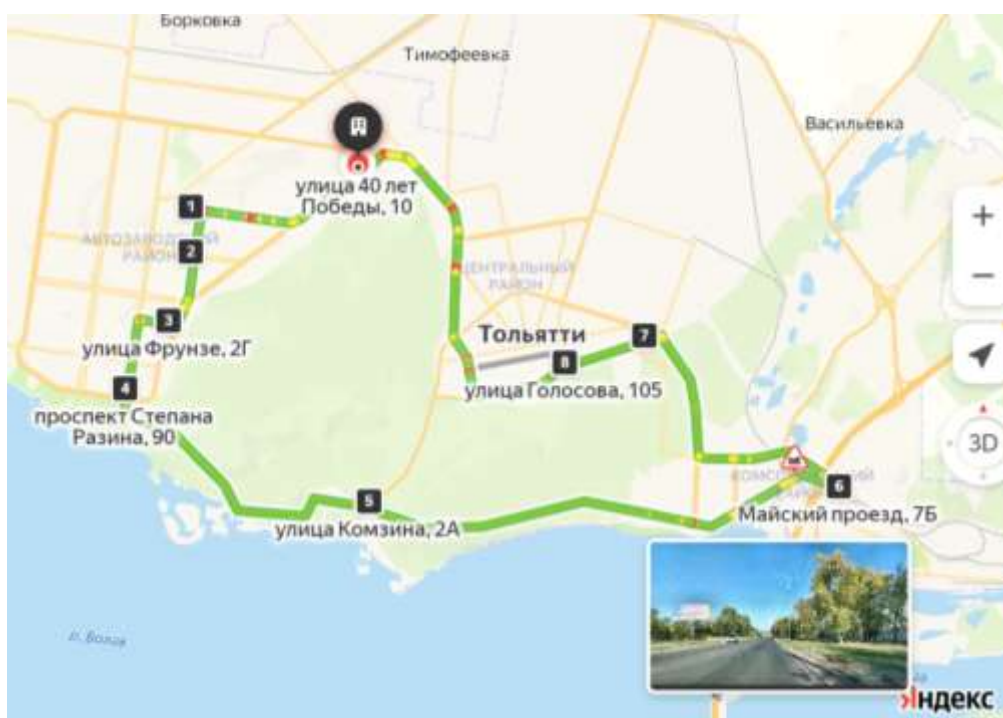 Борковка
Тимофеевка
Васильевка
улица 40 лет
Победы, 10
1
АВТОЗАВОДСКИЙ
РАЙОН
2
ЦЕНТРАЛЬНЫЙ
РАЙОН
3
улица Фрунзе, 2Г
Тольятти
7
8
улица Голосова, 105
4
проспект Степана
Разина, 90
3D
6
Майский проезд, 7Б
5
улица Комзина, 2А
р. Волга
Яндекс